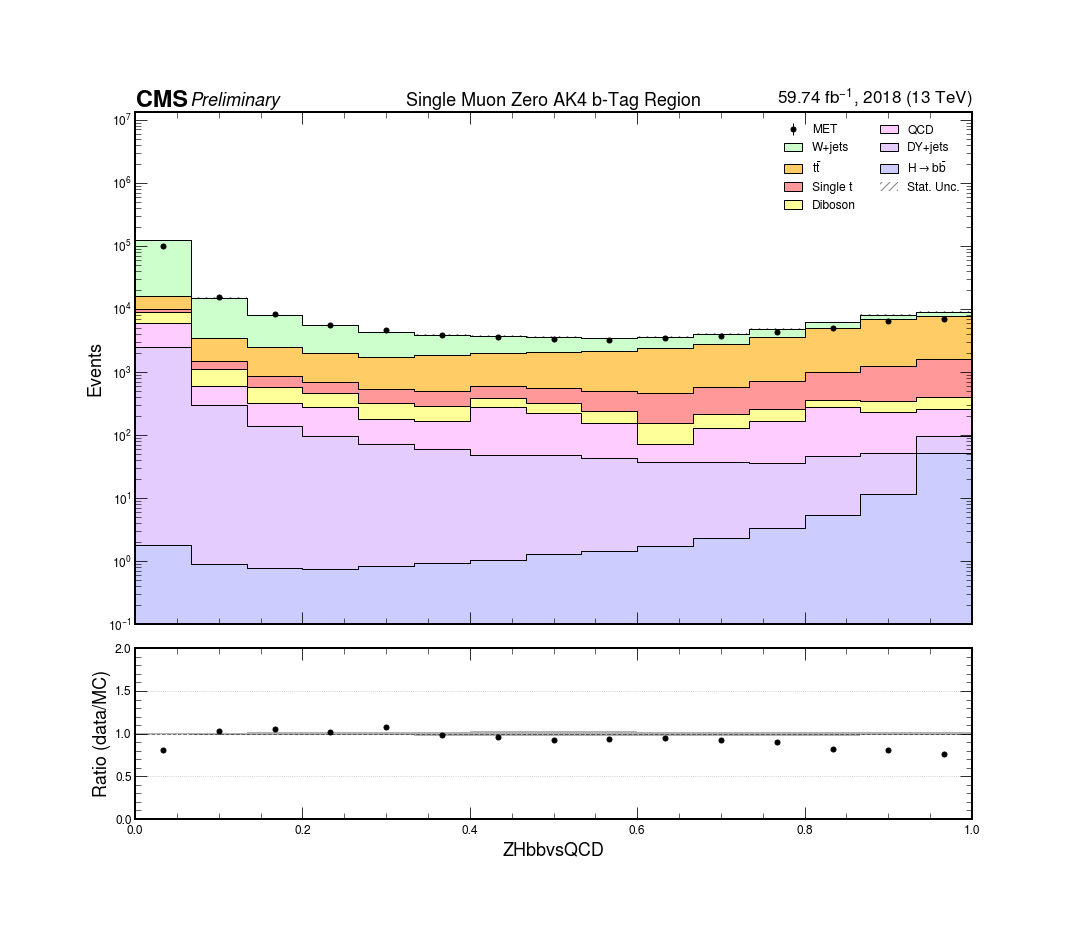 CMS Preliminary Single Muon Zero AK4 b-Tag Region 59.74 fb⁻¹, 2018 (13 TeV)
MET
W+jets
tt̄
Single t
Diboson
QCD
DY+jets
H→bb̄
Stat. Unc.
Events
10⁷
10⁶
10⁵
10⁴
10³
10²
10¹
10⁰
10⁻¹
Ratio (data/MC)
2.0
1.5
1.0
0.5
0.0
0.0 0.2 0.4 0.6 0.8 1.0
ZHbbvsQCD